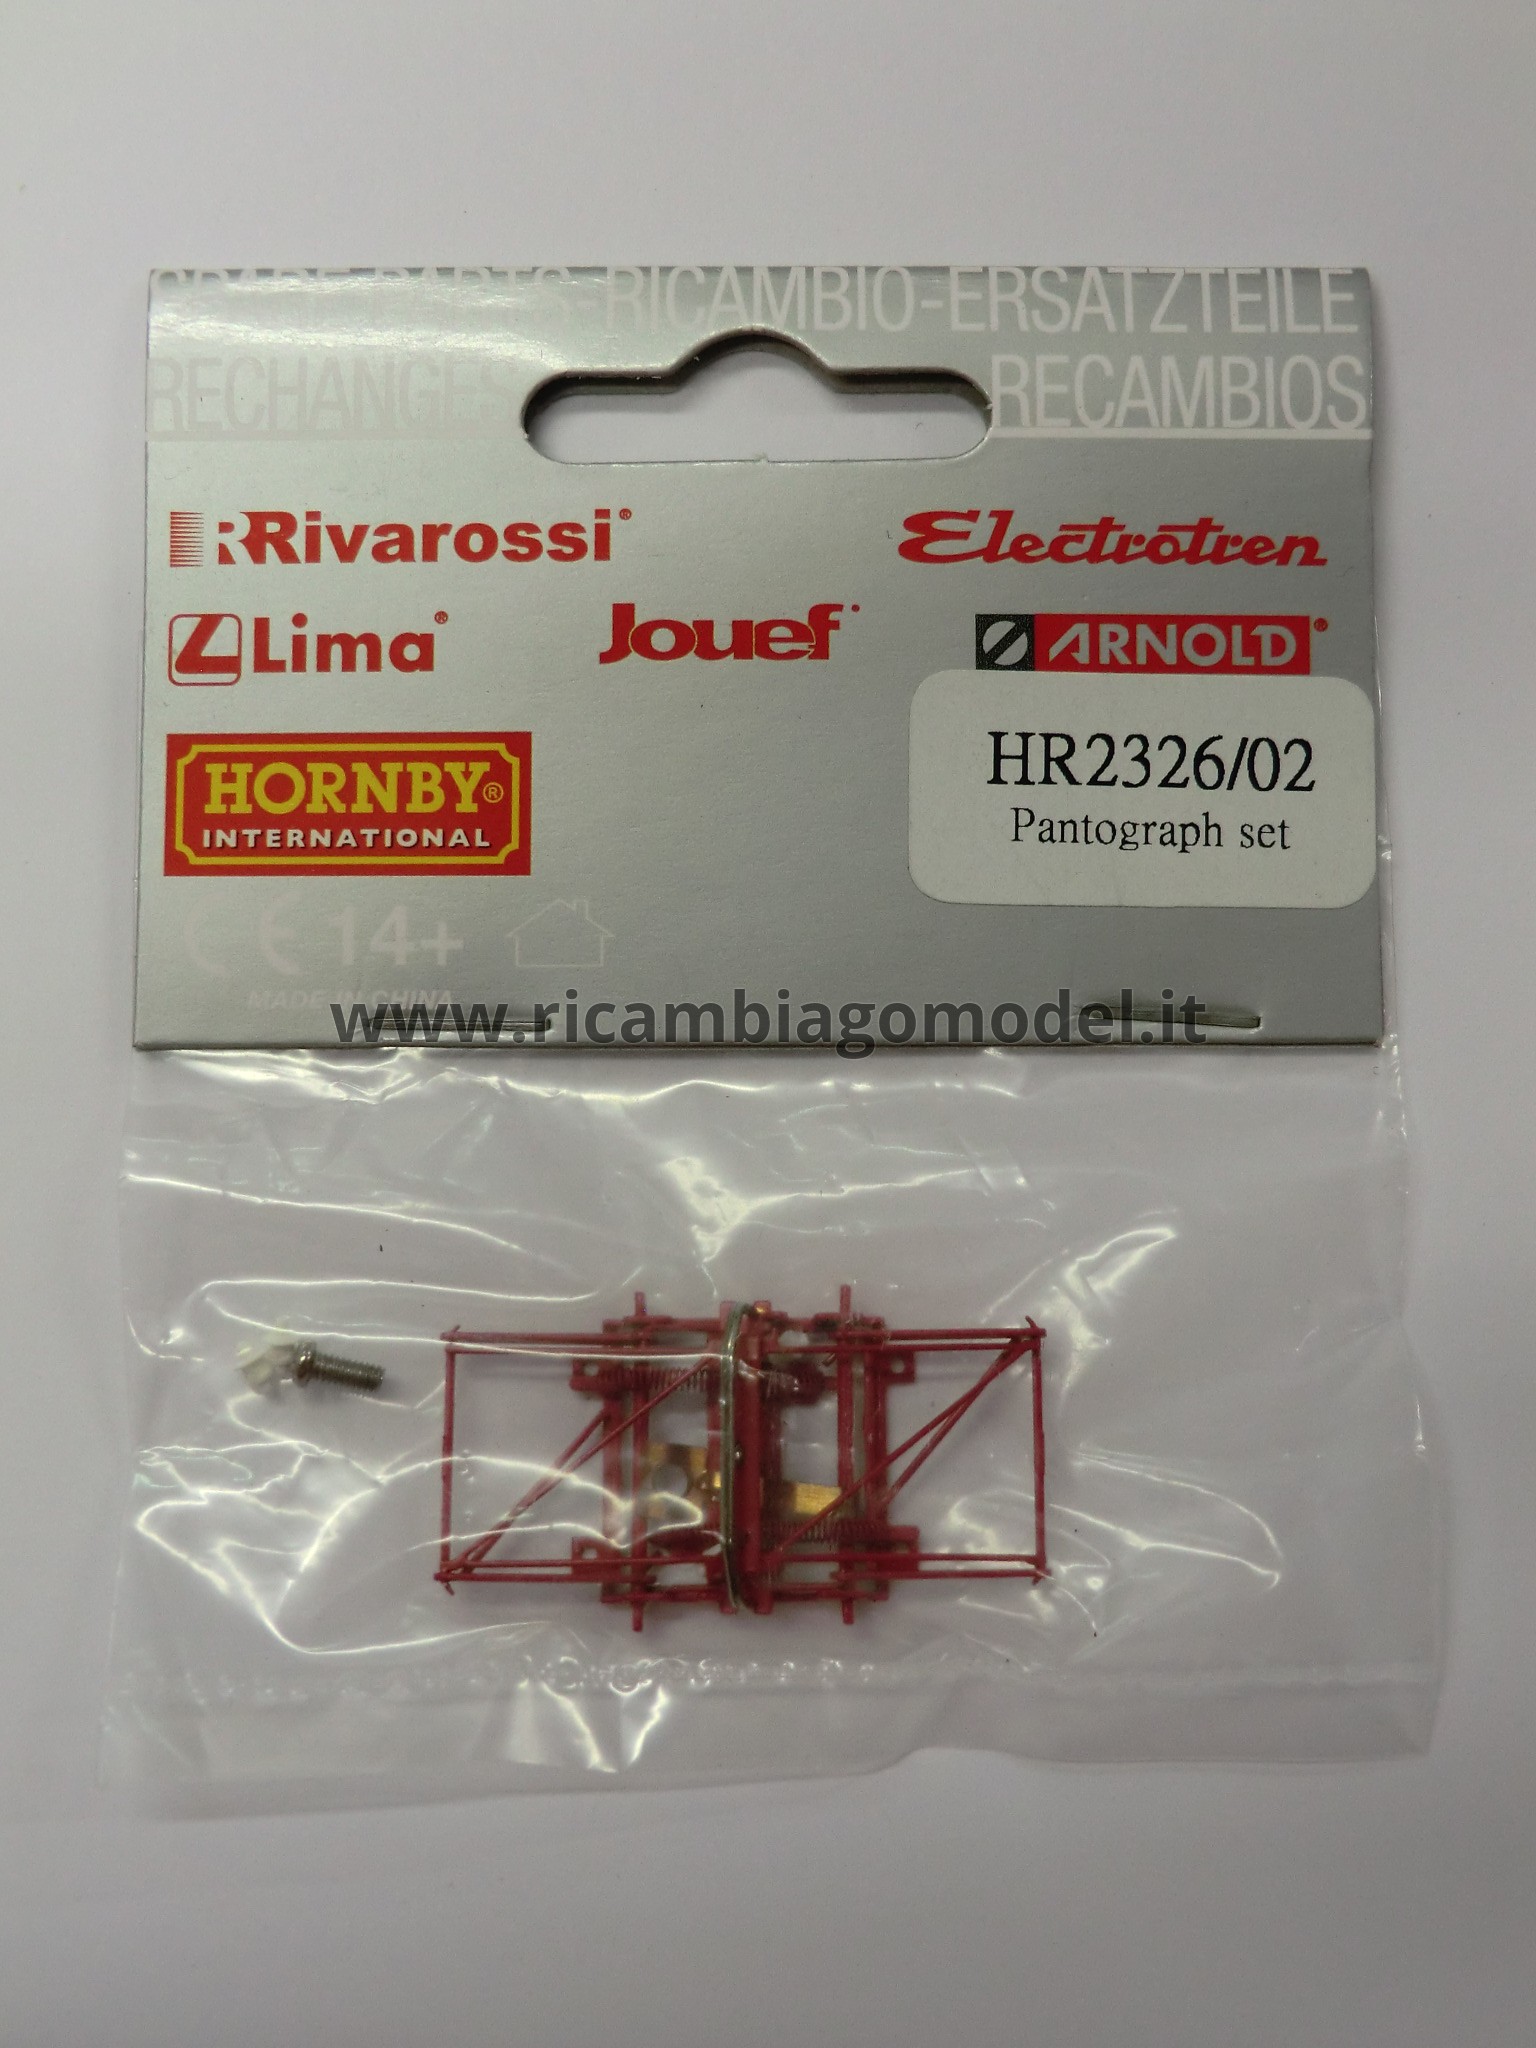 SPARE PARTS-RICAMBIO-ERSATZTEILE
RECHANGES RECAMBIOS
Rivarossi® Electrotren
Lima® Jouef ARNOLD®
HR2326/02
HORNBY®
INTERNATIONAL
Pantograph set
CE 14+
MADE IN CHINA
www.ricambiagomodel.it